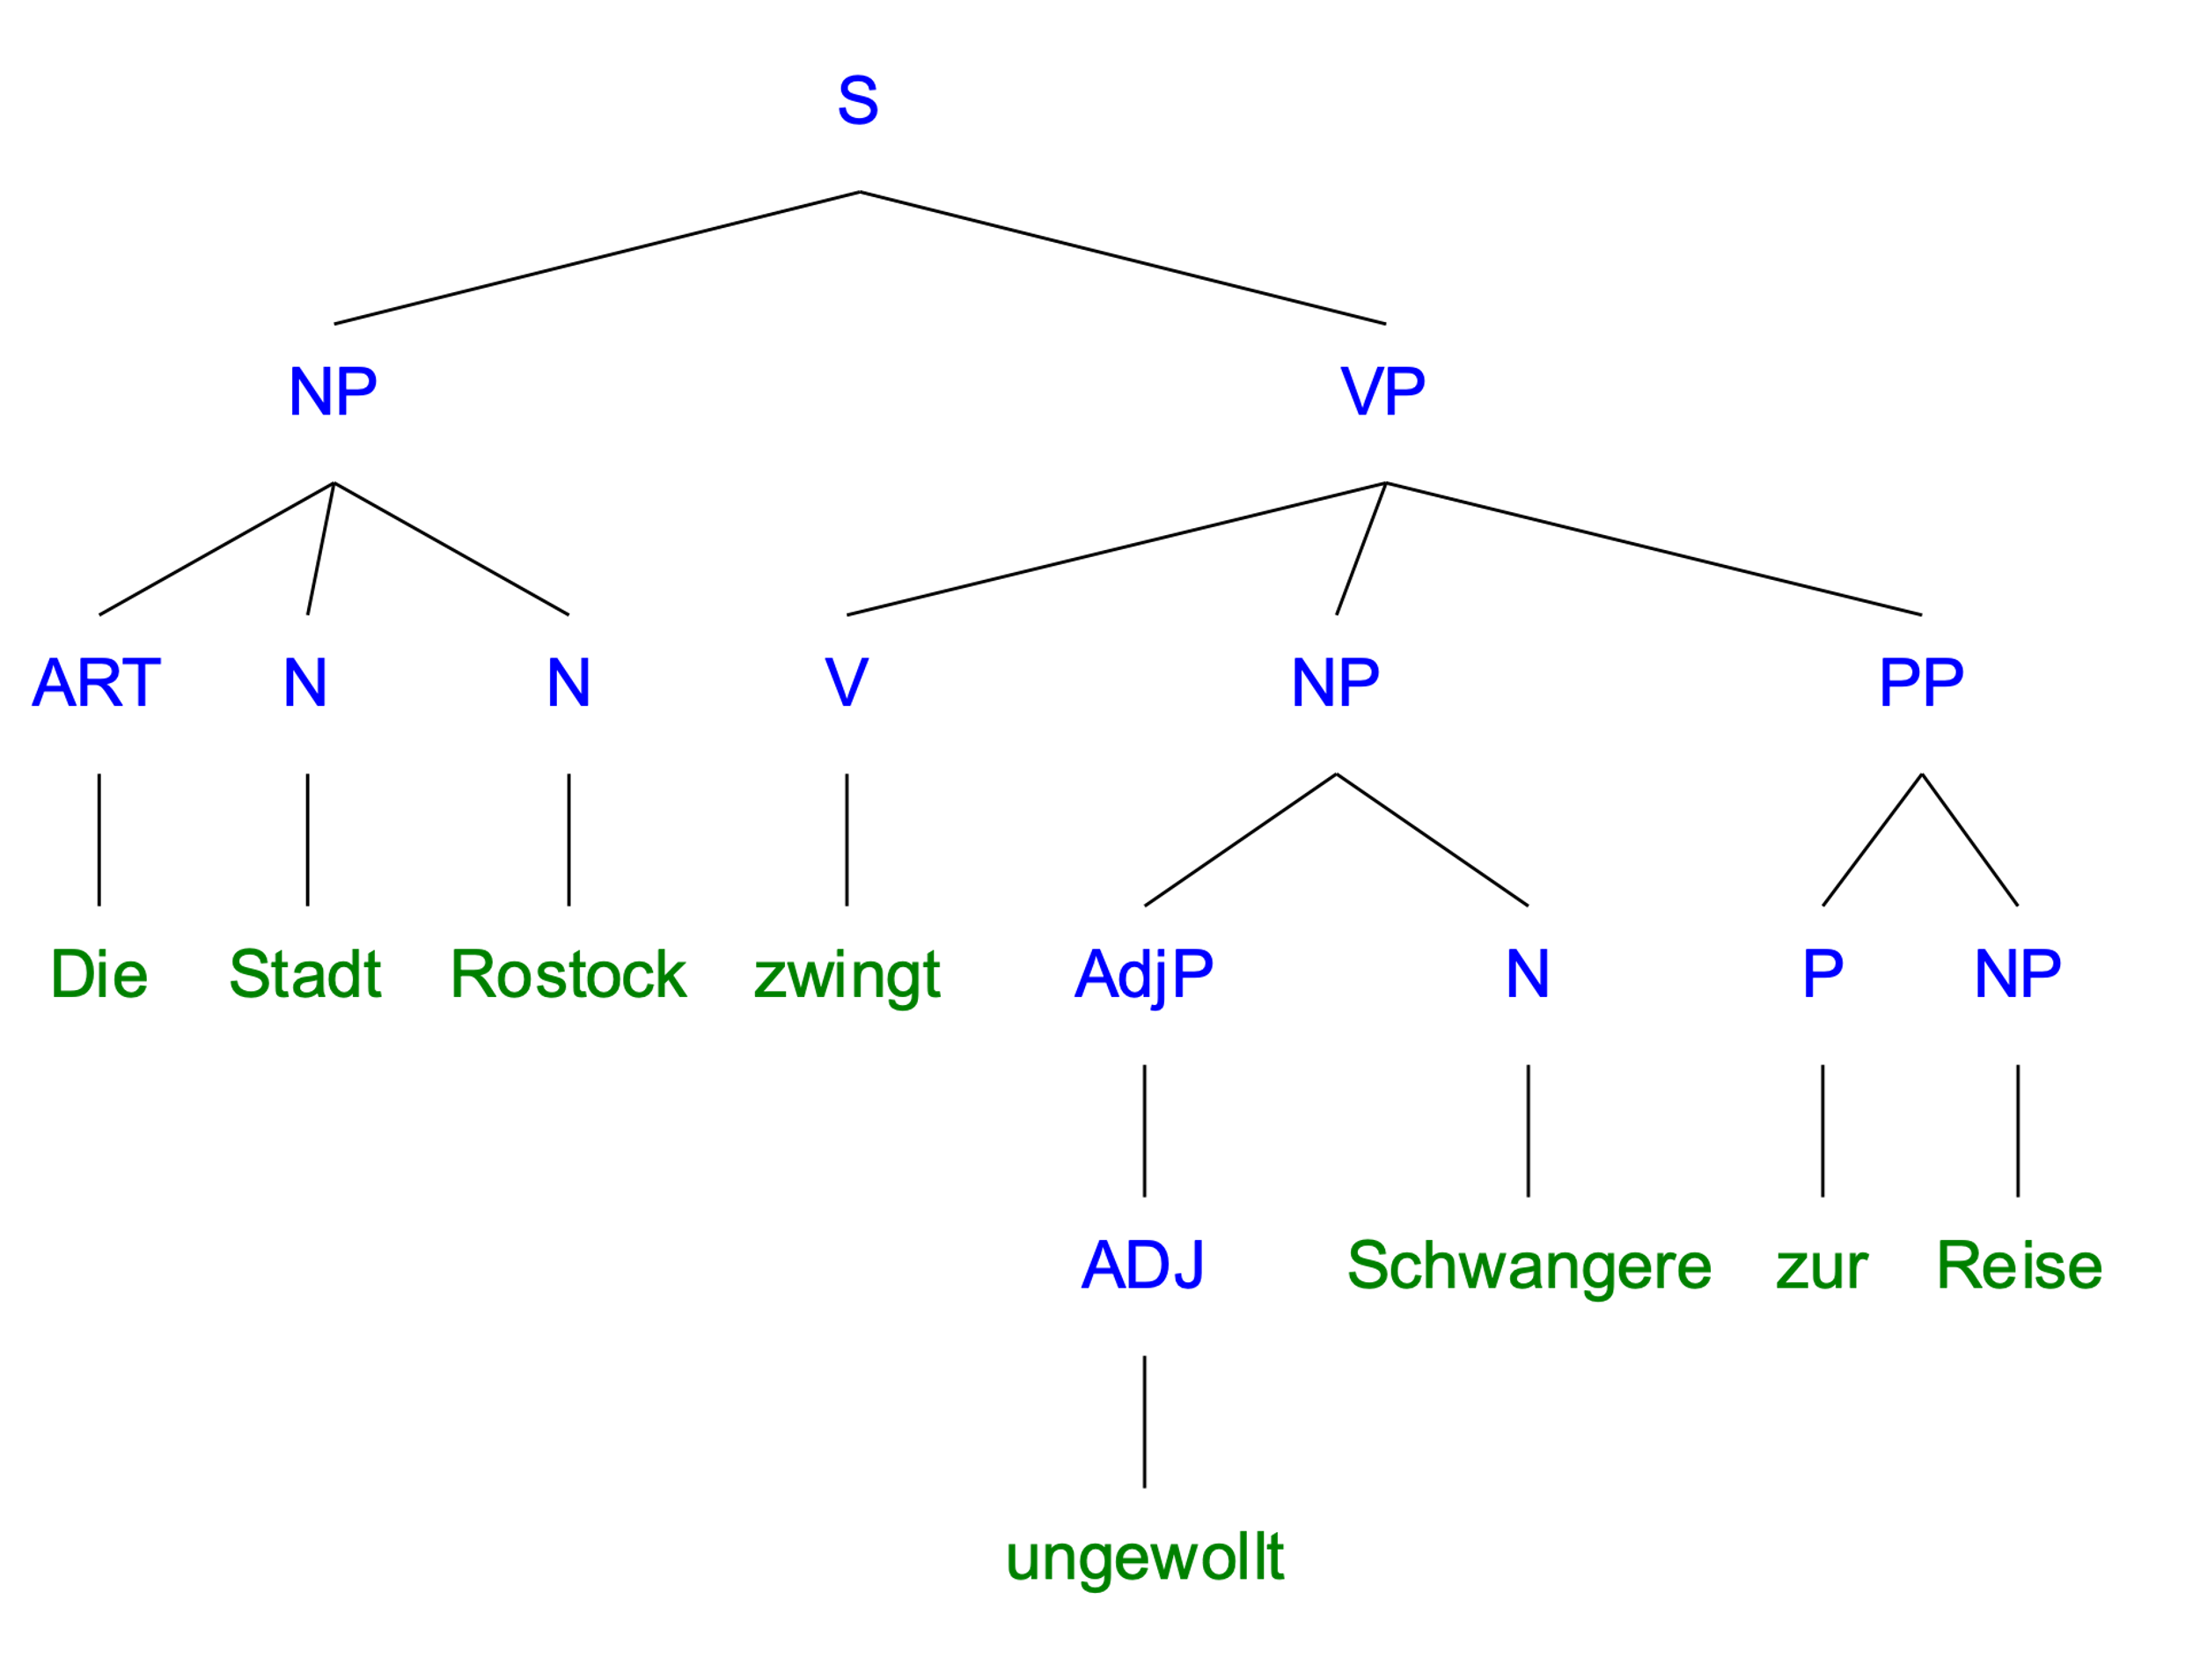 S
NP VP
ART N N V NP PP
Die Stadt Rostock zwingt AdjP N P NP
ADJ Schwangere zur Reise
ungewollt